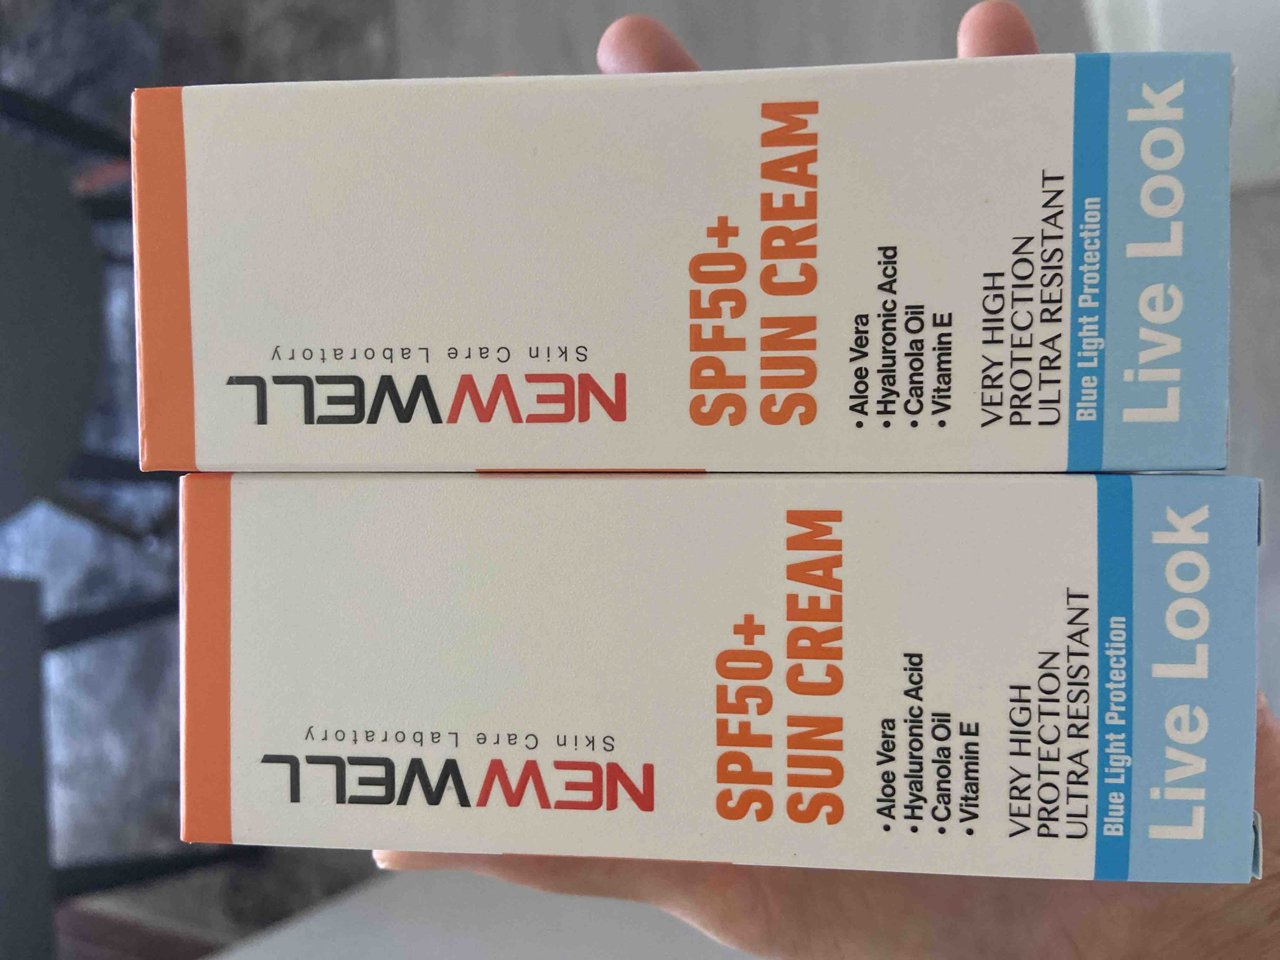 NEWWELL
Skin Care Laboratory
SPF50+
SUN CREAM
• Aloe Vera
• Hyaluronic Acid
• Canola Oil
• Vitamin E
VERY HIGH
PROTECTION
ULTRA RESISTANT
Blue Light Protection
Live Look
NEWWELL
Skin Care Laboratory
SPF50+
SUN CREAM
• Aloe Vera
• Hyaluronic Acid
• Canola Oil
• Vitamin E
VERY HIGH
PROTECTION
ULTRA RESISTANT
Blue Light Protection
Live Look